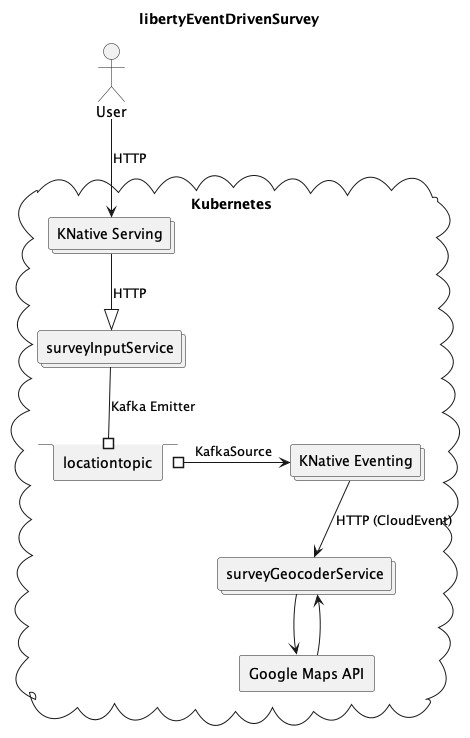 libertyEventDrivenSurvey
User
HTTP
Kubernetes
KNative Serving
HTTP
surveyInputService
Kafka Emitter
locationtopic
KafkaSource
KNative Eventing
HTTP (CloudEvent)
surveyGeocoderService
Google Maps API